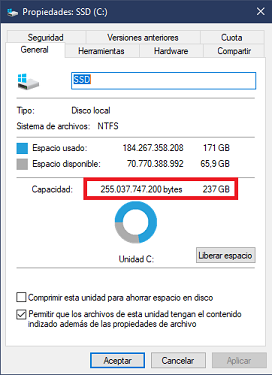 Propiedades: SSD (C:)
Seguridad Versiones anteriores Cuota
General Herramientas Hardware Compartir
SSD
Tipo: Disco local
Sistema de archivos: NTFS
Espacio usado: 184.267.358.208 171 GB
Espacio disponible: 70.770.388.992 65,9 GB
Capacidad: 255.037.747.200 bytes 237 GB
Unidad C: Liberar espacio
Comprimir esta unidad para ahorrar espacio en disco
Permitir que los archivos de esta unidad tengan el contenido
indizado además de las propiedades de archivo
Aceptar Cancelar Aplicar